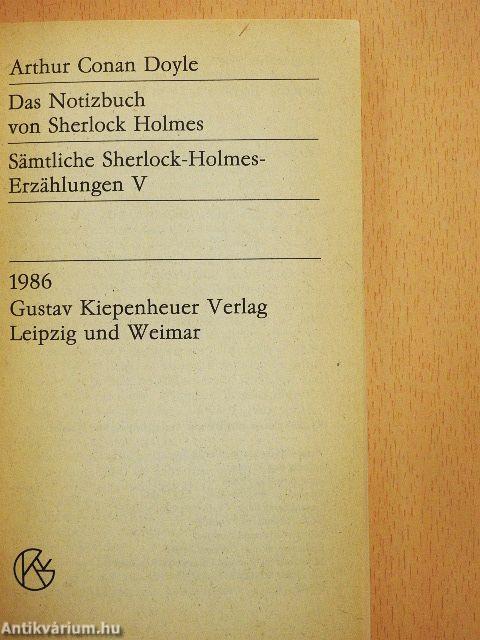 Arthur Conan Doyle
Das Notizbuch
von Sherlock Holmes
Sämtliche Sherlock-Holmes-
Erzählungen V
1986
Gustav Kiepenheuer Verlag
Leipzig und Weimar
GKV
Antikvárium.hu